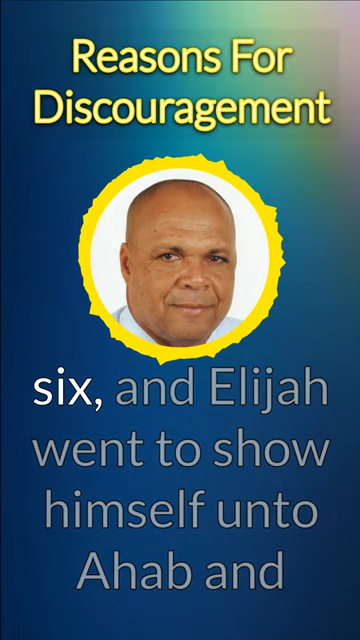 Reasons For
Discouragement
six, and Elijah
went to show
himself unto
Ahab and